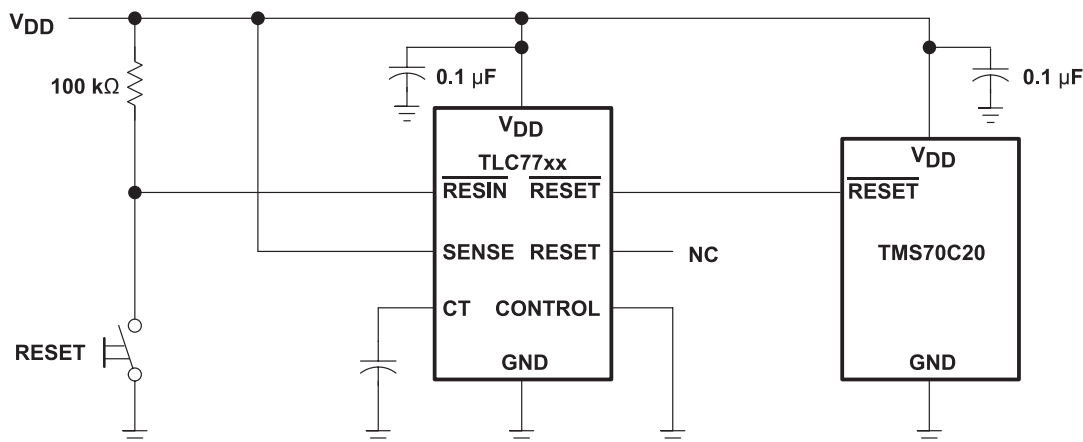 VDD
100 kΩ
0.1 µF
0.1 µF
VDD
TLC77xx
RESIN RESET
SENSE RESET
NC
CT CONTROL
GND
VDD
RESET
TMS70C20
GND
RESET